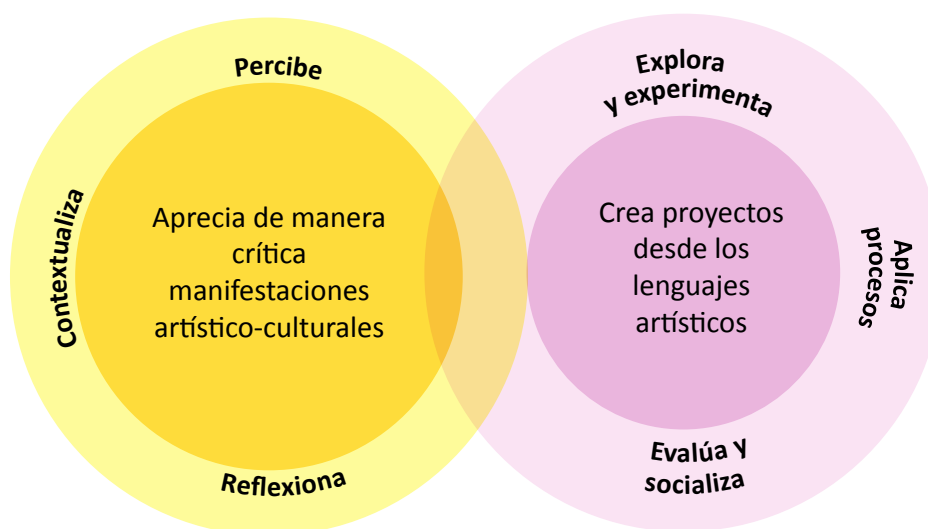 Percibe
Contextualiza
Aprecia de manera
crítica
manifestaciones
artístico-culturales
Reflexiona
Explora
y experimenta
Crea proyectos
desde los
lenguajes
artísticos
Aplica
procesos
Evalúa y
socializa